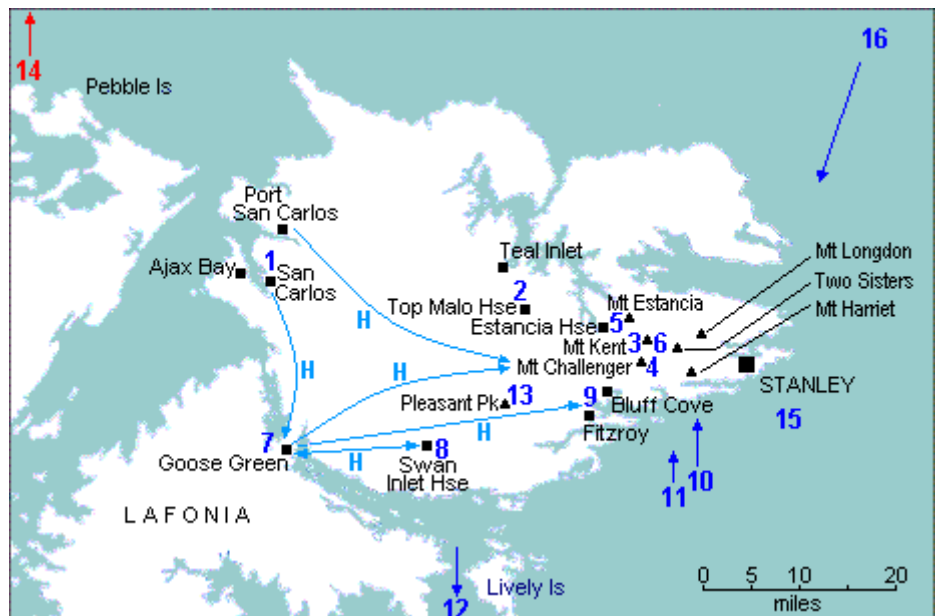 14
16
Pebble Is
Port
San Carlos
Teal Inlet
Mt Longdon
Ajax Bay
1
San
Carlos
Two Sisters
2
Mt Estancia
Mt Harriet
Top Malo Hse
Estancia Hse
5
H
Mt Kent
3
6
Mt Challenger
4
H
H
STANLEY
Pleasant Pk
13
9
Bluff Cove
15
Fitzroy
H
7
Goose Green
H
8
Swan
Inlet Hse
11
10
LAFONIA
0 5 10 20
miles
Lively Is
12